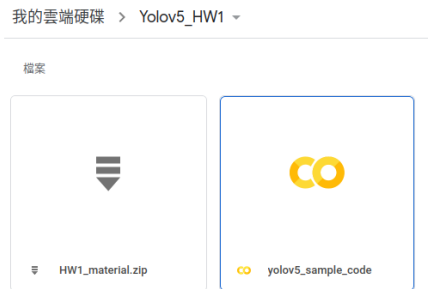 我的雲端硬碟 > Yolov5_HW1
檔案
HW1_material.zip
yolov5_sample_code